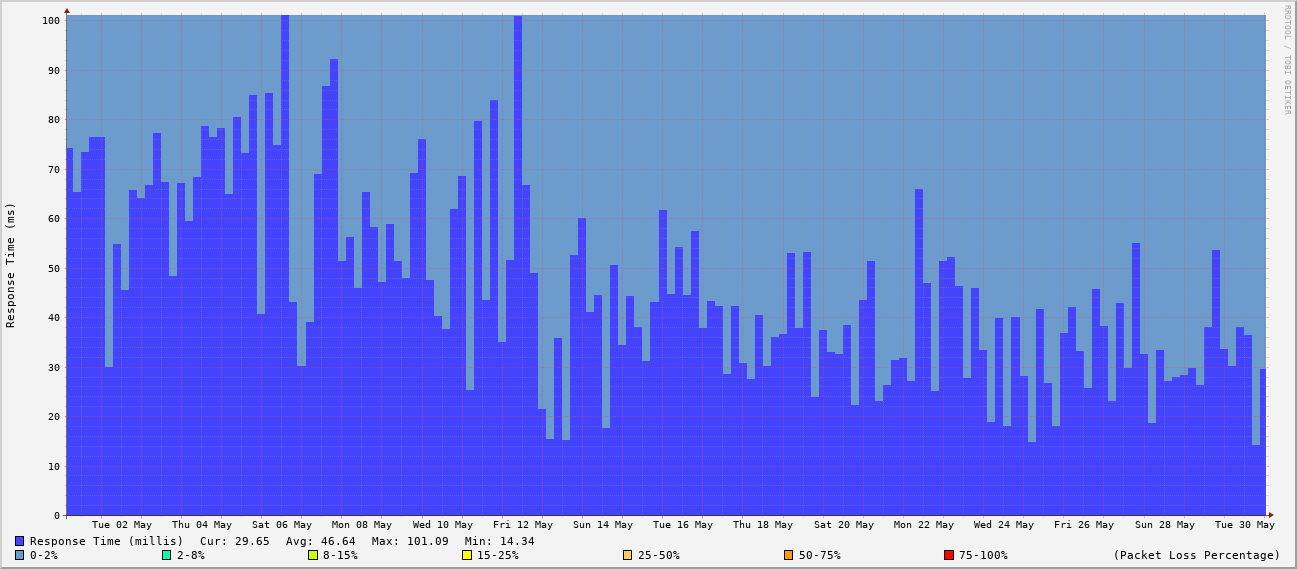 RRDTOOL / TOBI OETIKER
Response Time (ms)
100
90
80
70
60
50
40
30
20
10
0
Tue 02 May Thu 04 May Sat 06 May Mon 08 May Wed 10 May Fri 12 May Sun 14 May Tue 16 May Thu 18 May Sat 20 May Mon 22 May Wed 24 May Fri 26 May Sun 28 May Tue 30 May
Response Time (millis) Cur: 29.65 Avg: 46.64 Max: 101.09 Min: 14.34
0-2% 2-8% 8-15% 15-25% 25-50% 50-75% 75-100% (Packet Loss Percentage)